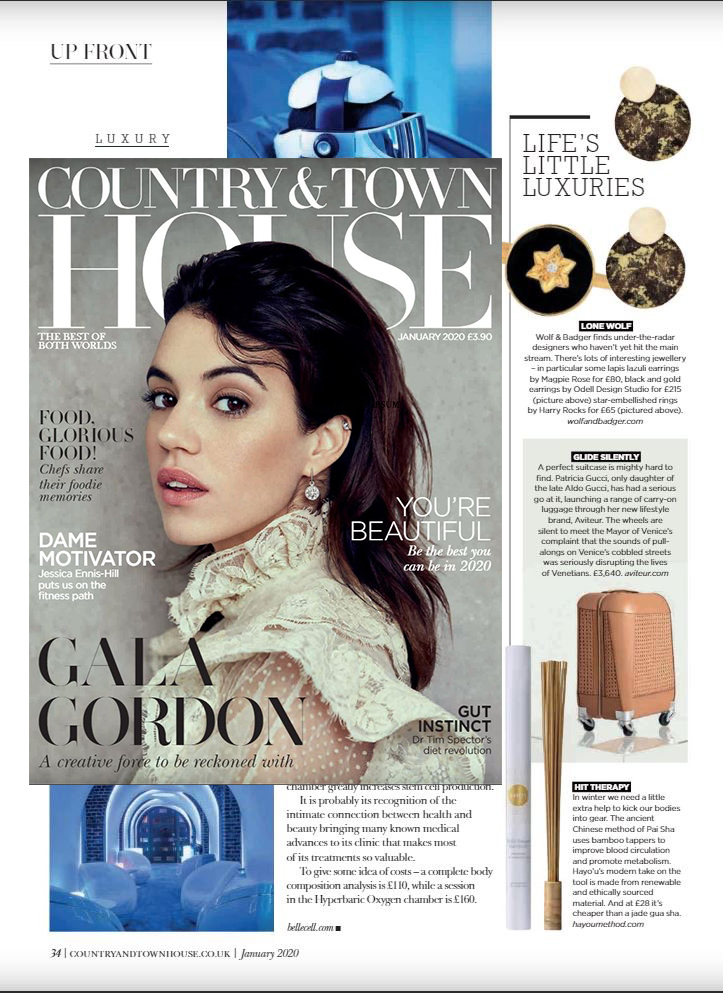 UP FRONT
LUXURY
COUNTRY & TOWN
HOUSE
THE BEST OF
BOTH WORLDS
JANUARY 2020 £3.90
FOOD,
GLORIOUS
FOOD!
Chefs share
their foodie
memories
DAME
MOTIVATOR
Jessica Ennis-Hill
puts us on the
fitness path
YOU'RE
BEAUTIFUL
Be the best you
can be in 2020
GALA
GORDON
A creative force to be reckoned with
GUT
INSTINCT
Dr Tim Spector's
diet revolution
chamber greatly increases stem cell production.
It is probably its recognition of the
intimate connection between health and
beauty bringing many known medical
advances to its clinic that makes most
of its treatments so valuable.
To give some idea of costs – a complete body
composition analysis is £110, while a session
in the Hyperbaric Oxygen chamber is £160.
bellecell.com
LIFE'S
LITTLE
LUXURIES
LONE WOLF
Wolf & Badger finds under-the-radar
designers who haven't yet hit the main
stream. There's lots of interesting jewellery
– in particular some lapis lazuli earrings
by Magpie Rose for £80, black and gold
earrings by Odell Design Studio for £215
(picture above) star-embellished rings
by Harry Rocks for £65 (pictured above).
wolfandbadger.com
GLIDE SILENTLY
A perfect suitcase is mighty hard to
find. Patricia Gucci, only daughter of
the late Aldo Gucci, has had a serious
go at it, launching a range of carry-on
luggage through her new lifestyle
brand, Aviteur. The wheels are
silent to meet the Mayor of Venice's
complaint that the sounds of pull-
alongs on Venice's cobbled streets
was seriously disrupting the lives
of Venetians. £3,640. aviteur.com
HIT THERAPY
In winter we need a little
extra help to kick our bodies
into gear. The ancient
Chinese method of Pai Sha
uses bamboo tappers to
improve blood circulation
and promote metabolism.
Hayo'u's modern take on the
tool is made from renewable
and ethically sourced
material. And at £28 it's
cheaper than a jade gua sha.
hayoumethod.com
34 | COUNTRYANDTOWNHOUSE.CO.UK | January 2020